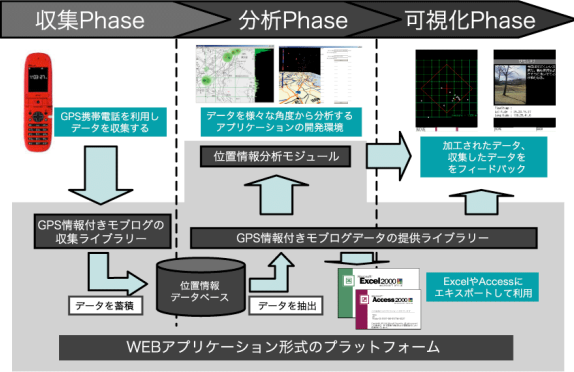 収集Phase
分析Phase
可視化Phase
GPS携帯電話を利用し
データを収集する
データを様々な角度から分析する
アプリケーションの開発環境
位置情報分析モジュール
加工されたデータ、
収集したデータを
をフィードバック
GPS情報付きモブログの
収集ライブラリー
GPS情報付きモブログデータの提供ライブラリー
データを蓄積
位置情報
データベース
データを抽出
Excel2000
Access2000
ExcelやAccessに
エキスポートして利用
WEBアプリケーション形式のプラットフォーム